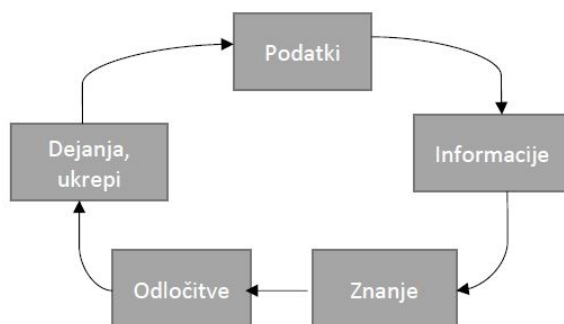 Podatki
Informacije
Znanje
Odločitve
Dejanja,
ukrepi